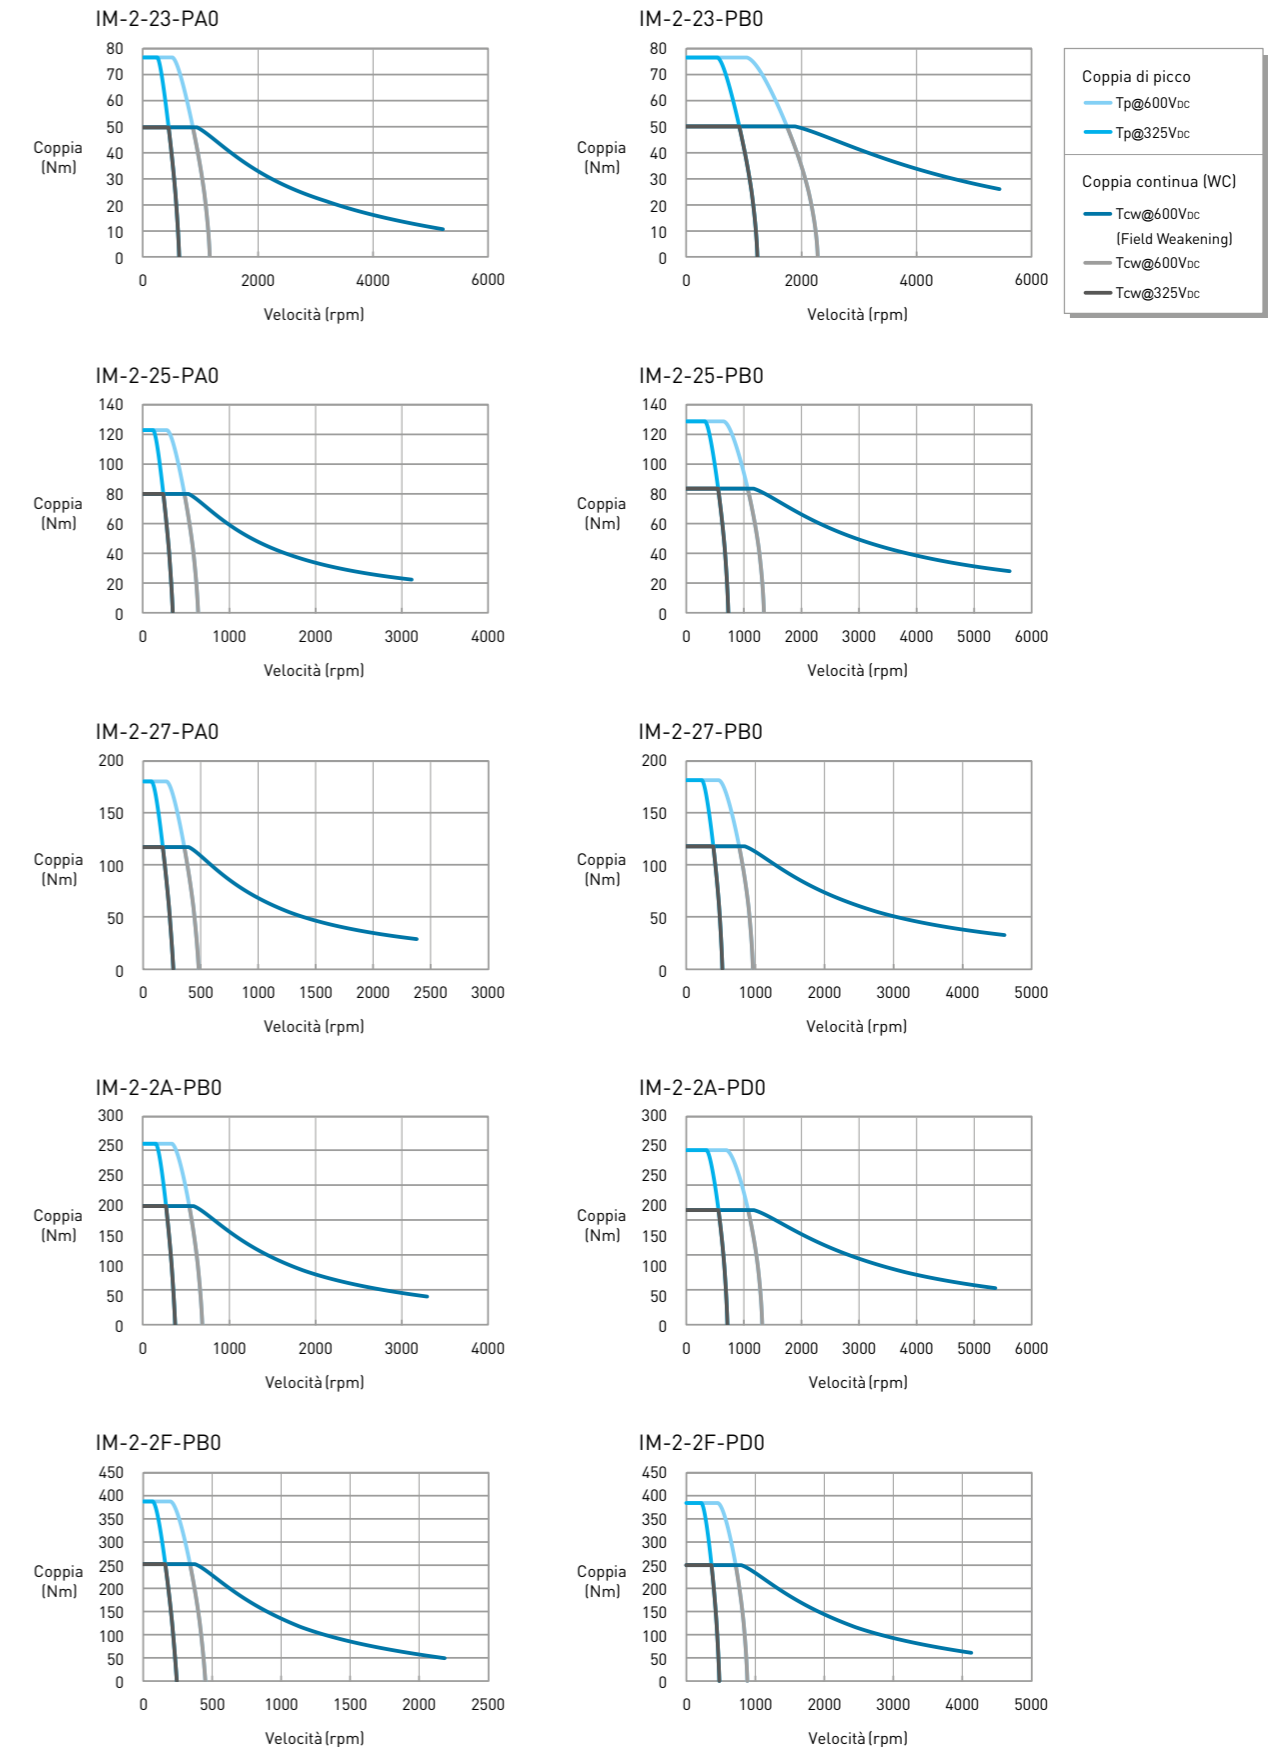 IM-2-23-PA0
80
70
60
50
40
30
20
10
0
Coppia
(Nm)
0 2000 4000 6000
Velocità (rpm)
IM-2-23-PB0
80
70
60
50
40
30
20
10
0
Coppia
(Nm)
0 2000 4000 6000
Velocità (rpm)
Coppia di picco
Tp@600VDC
Tp@325VDC
Coppia continua (WC)
Tcw@600VDC
(Field Weakening)
Tcw@600VDC
Tcw@325VDC
IM-2-25-PA0
140
120
100
80
60
40
20
0
Coppia
(Nm)
0 1000 2000 3000 4000
Velocità (rpm)
IM-2-25-PB0
140
120
100
80
60
40
20
0
Coppia
(Nm)
0 1000 2000 3000 4000 5000 6000
Velocità (rpm)
IM-2-27-PA0
200
150
100
50
0
Coppia
(Nm)
0 500 1000 1500 2000 2500 3000
Velocità (rpm)
IM-2-27-PB0
200
150
100
50
0
Coppia
(Nm)
0 1000 2000 3000 4000 5000
Velocità (rpm)
IM-2-2A-PB0
300
250
250
200
150
100
50
0
Coppia
(Nm)
0 1000 2000 3000 4000
Velocità (rpm)
IM-2-2A-PD0
300
250
250
200
150
100
50
0
Coppia
(Nm)
0 1000 2000 3000 4000 5000 6000
Velocità (rpm)
IM-2-2F-PB0
450
400
350
300
250
200
150
100
50
0
Coppia
(Nm)
0 500 1000 1500 2000 2500
Velocità (rpm)
IM-2-2F-PD0
450
400
350
300
250
200
150
100
50
0
Coppia
(Nm)
0 1000 2000 3000 4000 5000
Velocità (rpm)